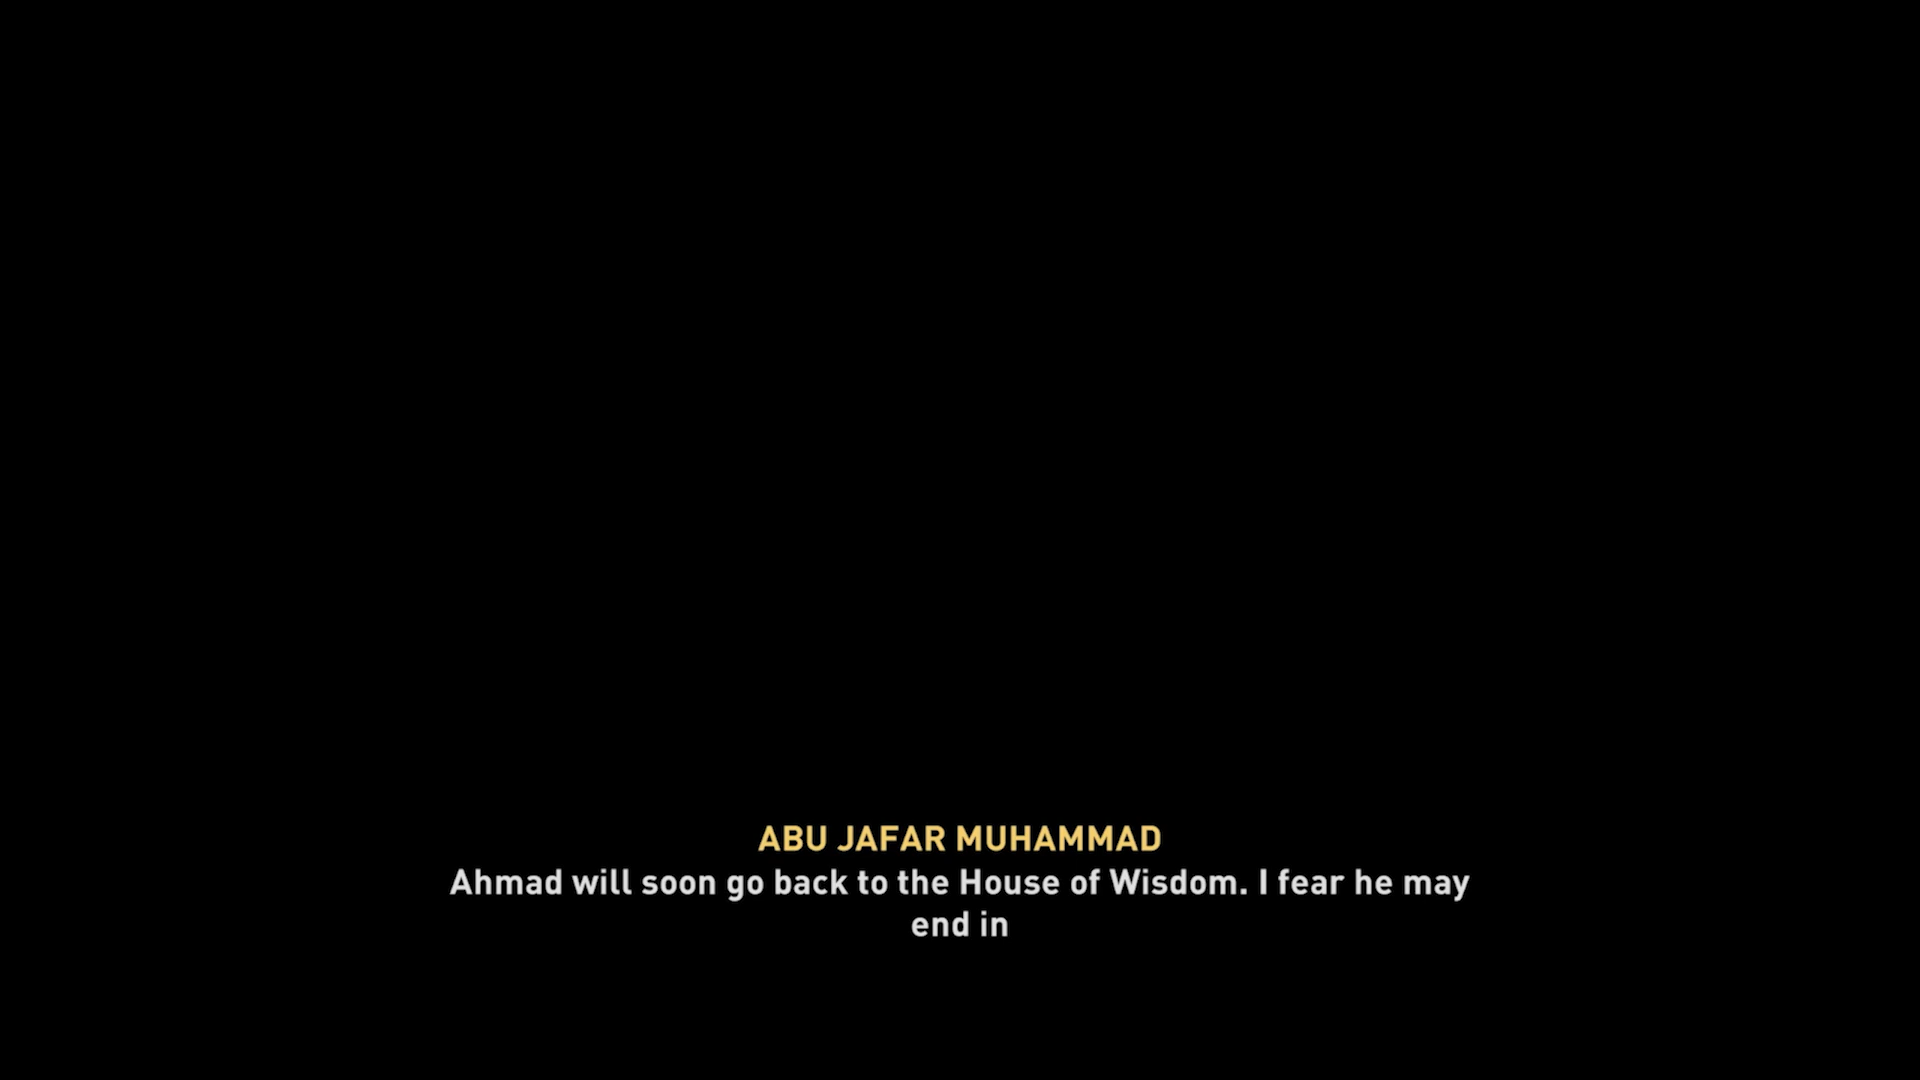 ABU JAFAR MUHAMMAD
Ahmad will soon go back to the House of Wisdom. I fear he may
end in